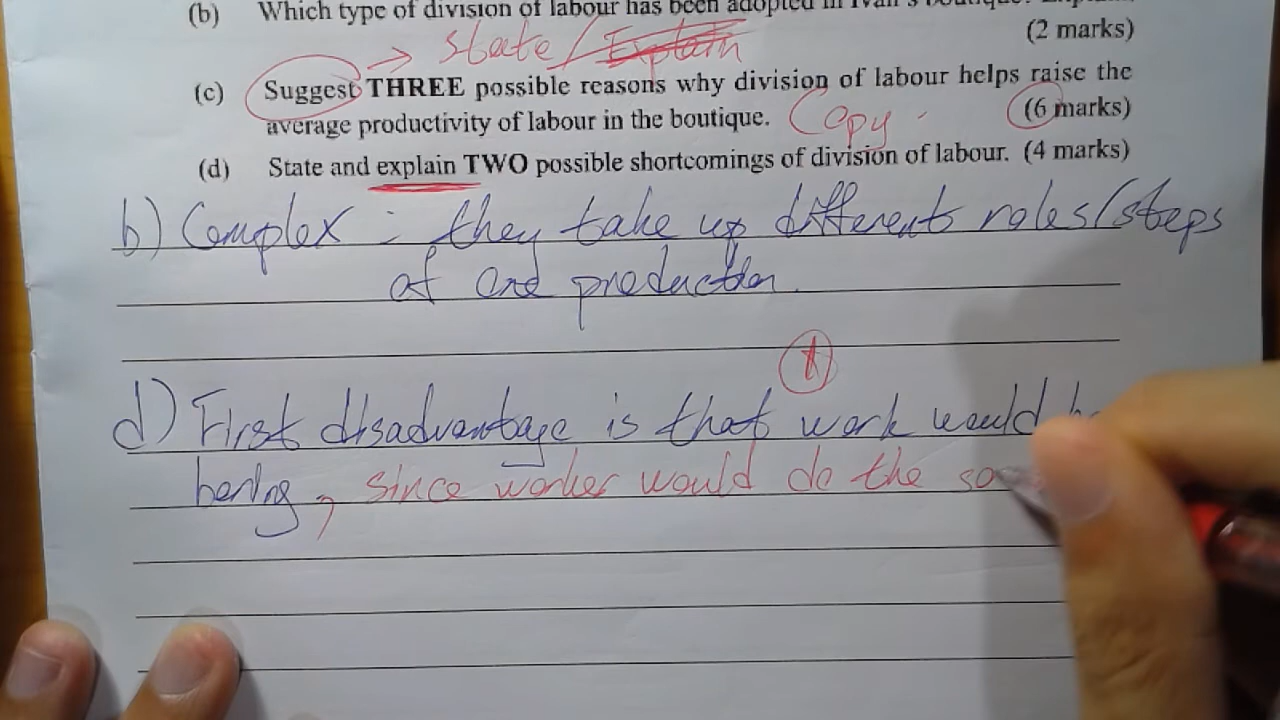 (b) Which type of division of labour has been adopted in Ivan's boutique?
(2 marks)
→ state / Explain
(c) Suggest THREE possible reasons why division of labour helps raise the
average productivity of labour in the boutique. Copy. (6 marks)
(d) State and explain TWO possible shortcomings of division of labour. (4 marks)
b) Complex : they take up different roles/steps
of one production.
d) First disadvantage is that work would
boring, since worker would do the